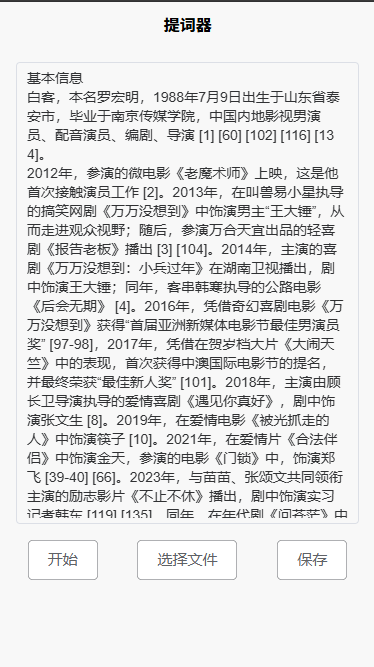 提词器
基本信息
白客，本名罗宏明，1988年7月9日出生于山东省泰
安市，毕业于南京传媒学院，中国内地影视男演
员、配音演员、编剧、导演 [1] [60] [102] [116] [13
4]。
2012年，参演的微电影《老魔术师》上映，这是他
首次接触演员工作 [2]。2013年，在叫兽易小星执导
的搞笑网剧《万万没想到》中饰演男主“王大锤”，从
而走进观众视野；随后，参演万合天宜出品的轻喜
剧《报告老板》播出 [3] [104]。2014年，主演的喜
剧《万万没想到：小兵过年》在湖南卫视播出，剧
中饰演王大锤；同年，客串韩寒执导的公路电影
《后会无期》 [4]。2016年，凭借奇幻喜剧电影《万
万没想到》获得“首届亚洲新媒体电影节最佳男演员
奖” [97-98]，2017年，凭借在贺岁档大片《大闹天
竺》中的表现，首次获得中澳国际电影节的提名，
并最终荣获“最佳新人奖” [101]。2018年，主演由顾
长卫导演执导的爱情喜剧《遇见你真好》，剧中饰
演张文生 [8]。2019年，在爱情电影《被光抓走的
人》中饰演筷子 [10]。2021年，在爱情片《合法伴
侣》中饰演金天，参演的电影《门锁》中，饰演郑
飞 [39-40] [66]。2023年，与苗苗、张颂文共同领衔
主演的励志影片《不止不休》播出，剧中饰演实习
记者韩东 [119] [135]。同年，在年代剧《问苍茫》中
开始
选择文件
保存